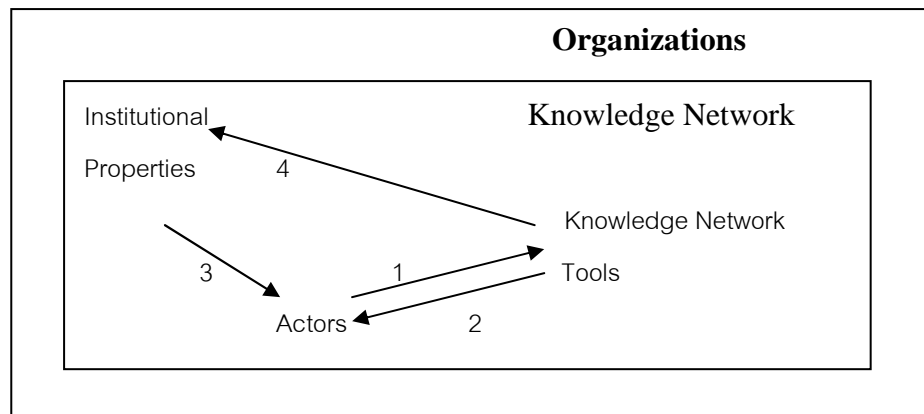 Organizations
Knowledge Network
Institutional
Properties
4
Knowledge Network
Tools
3
1
2
Actors